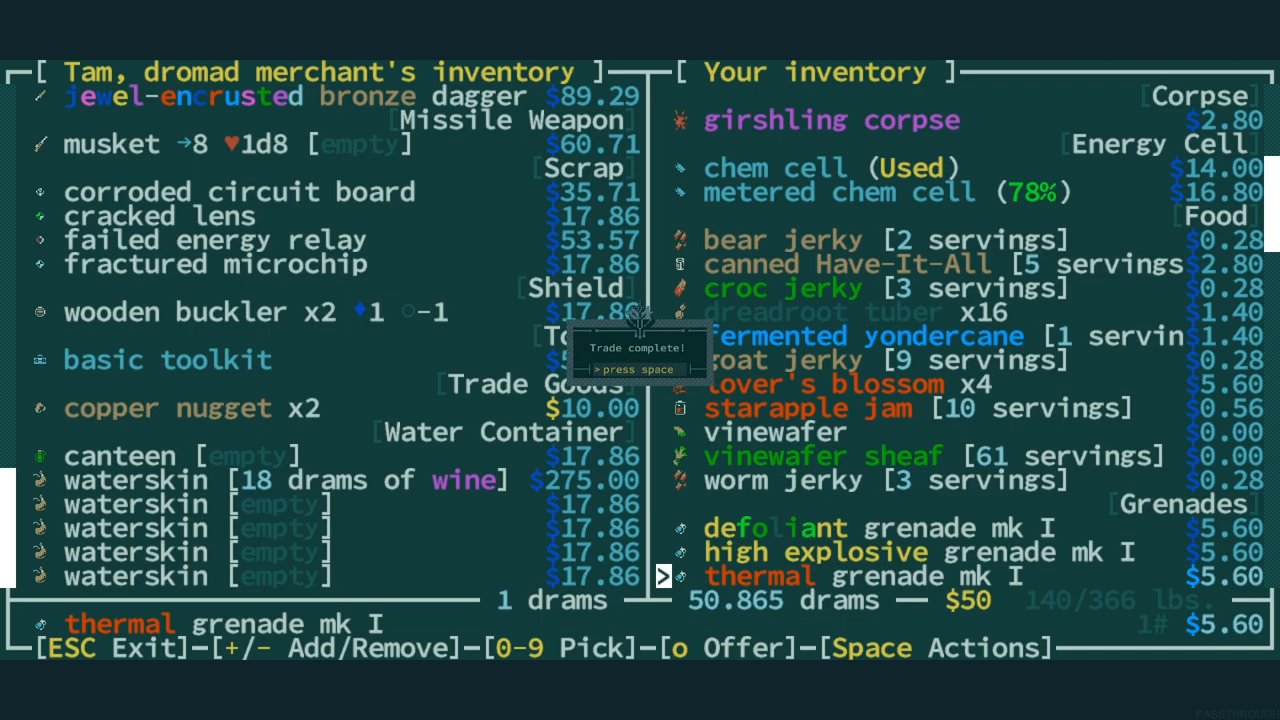 [ Tam, dromad merchant's inventory ]
jewel-encrusted bronze dagger $89.29
[Missile Weapon]
musket →8 ♥1d8 [empty] $60.71
[Scrap]
corroded circuit board $35.71
cracked lens $17.86
failed energy relay $53.57
fractured microchip $17.86
[Shield]
wooden buckler x2 ♦1 ○-1 $17.86
basic toolkit
[Trade Goods]
copper nugget x2 $10.00
[Water Container]
canteen [empty] $17.86
waterskin [18 drams of wine] $275.00
waterskin [empty] $17.86
waterskin [empty] $17.86
waterskin [empty] $17.86
waterskin [empty] $17.86
1 drams
[ Your inventory ]
[Corpse]
girshling corpse $2.80
[Energy Cell]
chem cell (Used) $14.00
metered chem cell (78%) $16.80
[Food]
bear jerky [2 servings] $0.28
canned Have-It-All [5 servings $2.80
croc jerky [3 servings] $0.28
dreadroot tuber x16 $1.40
fermented yondercane [1 servin $1.40
goat jerky [9 servings] $0.28
lover's blossom x4 $5.60
starapple jam [10 servings] $0.56
vinewafer $0.00
vinewafer sheaf [61 servings] $0.00
worm jerky [3 servings] $0.28
[Grenades]
defoliant grenade mk I $5.60
high explosive grenade mk I $5.60
> thermal grenade mk I $5.60
50.865 drams — $50 140/366 lbs.
Trade complete!
> press space
thermal grenade mk I 1# $5.60
[ESC Exit]—[+/- Add/Remove]—[0-9 Pick]—[o Offer]—[Space Actions]